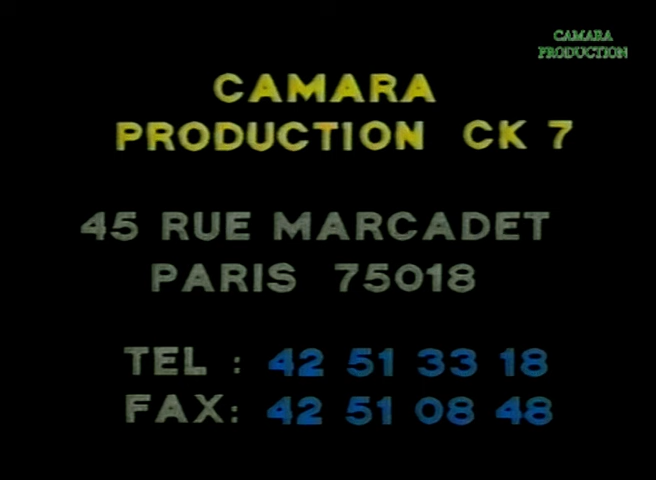 CAMARA
PRODUCTION
CAMARA
PRODUCTION CK 7
45 RUE MARCADET
PARIS 75018
TEL : 42 51 33 18
FAX: 42 51 08 48